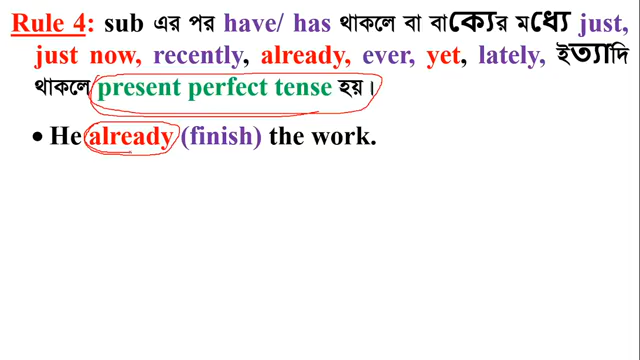 Rule 4: sub এর পর have/ has থাকলে বা বাক্যের মধ্যে just,
just now, recently, already, ever, yet, lately, ইত্যাদি
থাকলে present perfect tense হয়।
• He already (finish) the work.